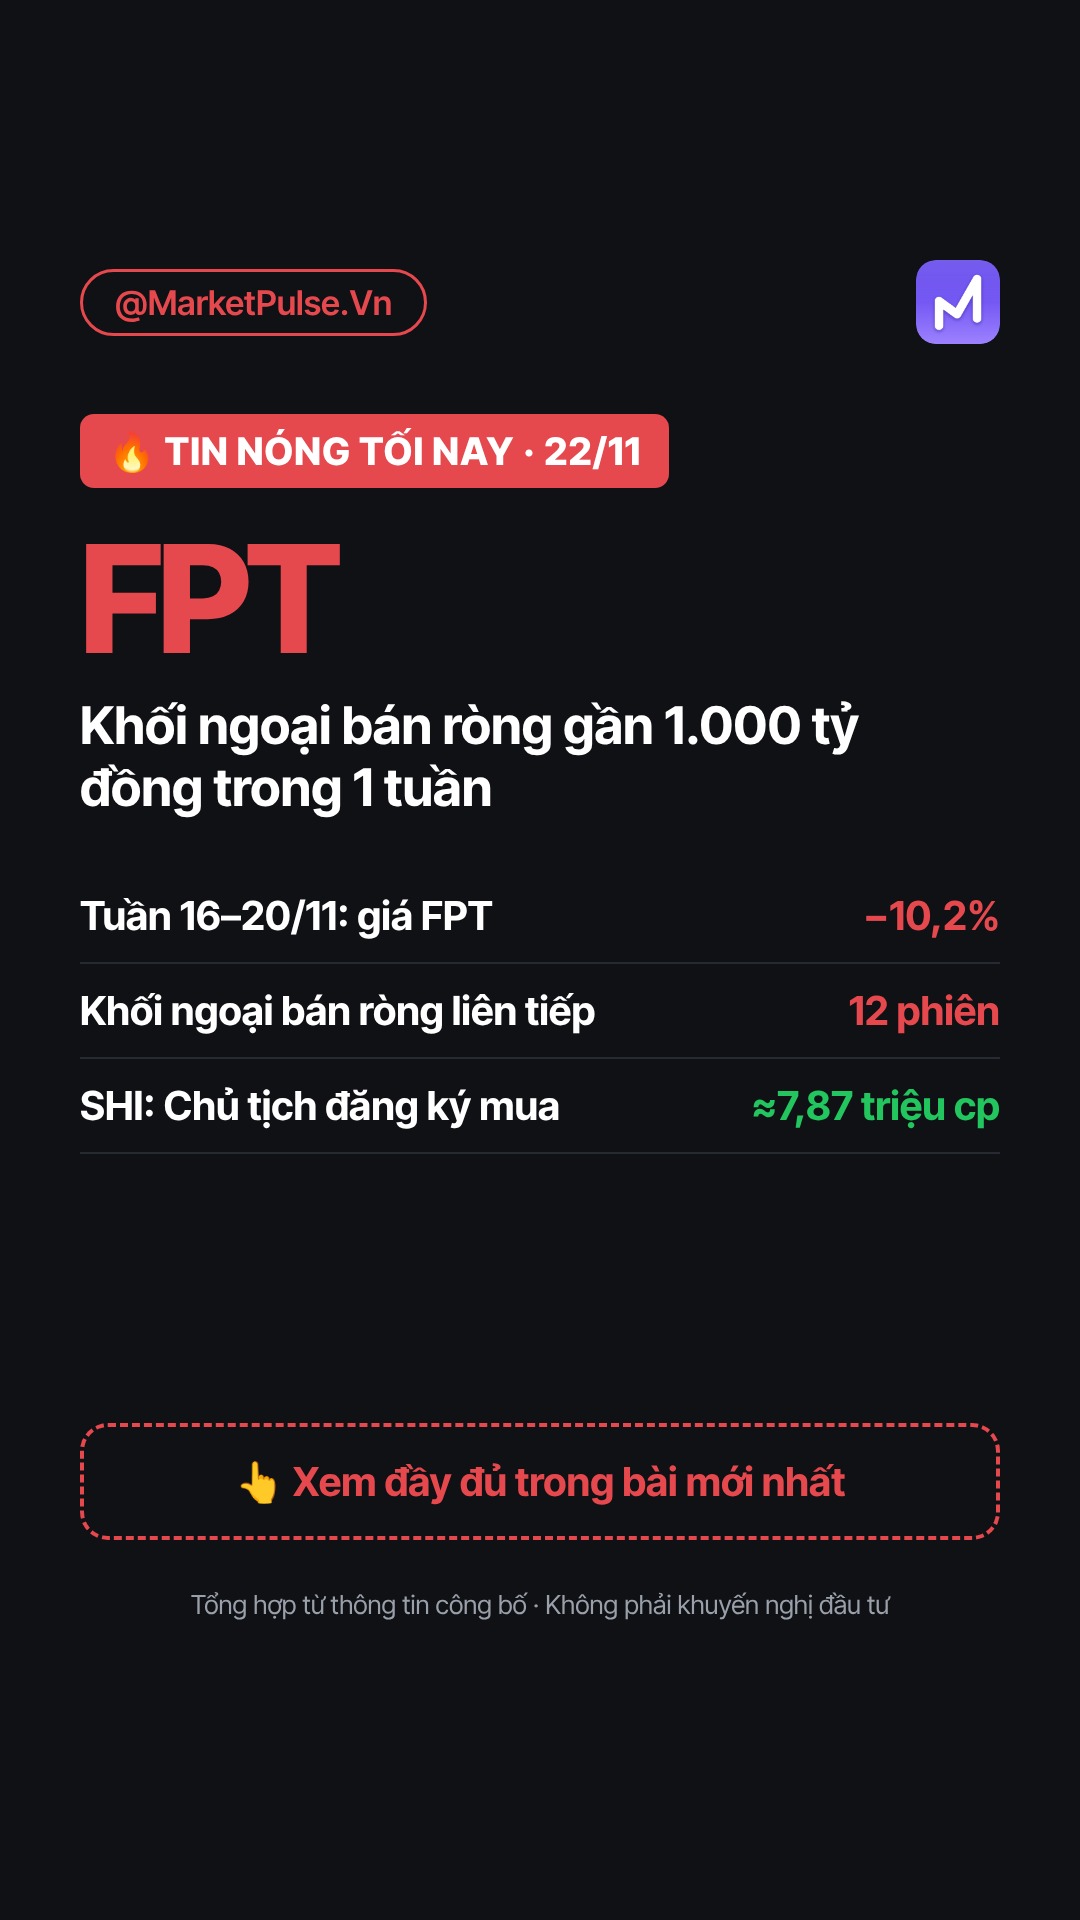 @MarketPulse.Vn
🔥 TIN NÓNG TỐI NAY · 22/11
FPT
Khối ngoại bán ròng gần 1.000 tỷ
đồng trong 1 tuần
Tuần 16–20/11: giá FPT −10,2%
Khối ngoại bán ròng liên tiếp 12 phiên
SHI: Chủ tịch đăng ký mua ≈7,87 triệu cp
👆 Xem đầy đủ trong bài mới nhất
Tổng hợp từ thông tin công bố · Không phải khuyến nghị đầu tư